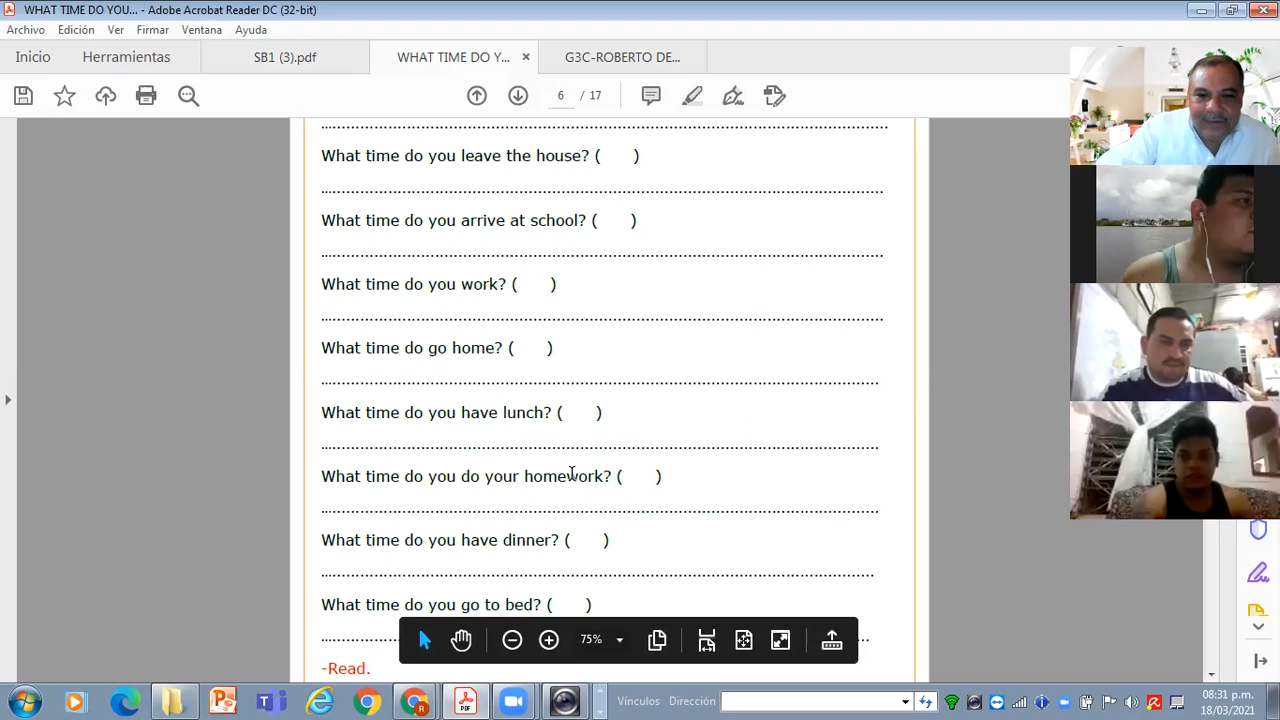 WHAT TIME DO YOU... - Adobe Acrobat Reader DC (32-bit)
Archivo Edición Ver Firmar Ventana Ayuda
Inicio Herramientas SB1 (3).pdf WHAT TIME DO Y... × G3C-ROBERTO DE...
6 / 17
What time do you leave the house? ( )
What time do you arrive at school? ( )
What time do you work? ( )
What time do go home? ( )
What time do you have lunch? ( )
What time do you do your homework? ( )
What time do you have dinner? ( )
What time do you go to bed? ( )
75%
-Read.
Vínculos Dirección
08:31 p.m.
18/03/2021